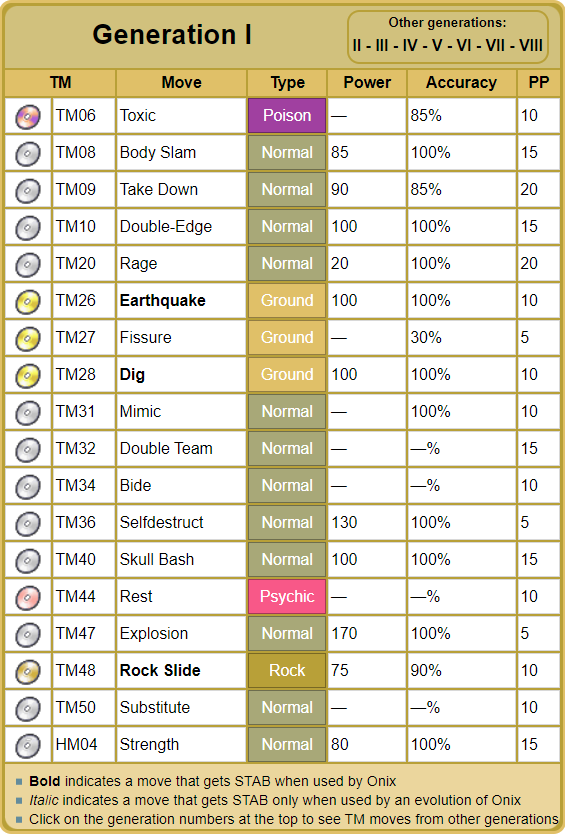 Generation I
Other generations:
II - III - IV - V - VI - VII - VIII
TM Move Type Power Accuracy PP
TM06 Toxic Poison — 85% 10
TM08 Body Slam Normal 85 100% 15
TM09 Take Down Normal 90 85% 20
TM10 Double-Edge Normal 100 100% 15
TM20 Rage Normal 20 100% 20
TM26 Earthquake Ground 100 100% 10
TM27 Fissure Ground — 30% 5
TM28 Dig Ground 100 100% 10
TM31 Mimic Normal — 100% 10
TM32 Double Team Normal — —% 15
TM34 Bide Normal — —% 10
TM36 Selfdestruct Normal 130 100% 5
TM40 Skull Bash Normal 100 100% 15
TM44 Rest Psychic — —% 10
TM47 Explosion Normal 170 100% 5
TM48 Rock Slide Rock 75 90% 10
TM50 Substitute Normal — —% 10
HM04 Strength Normal 80 100% 15
Bold indicates a move that gets STAB when used by Onix
Italic indicates a move that gets STAB only when used by an evolution of Onix
Click on the generation numbers at the top to see TM moves from other generations